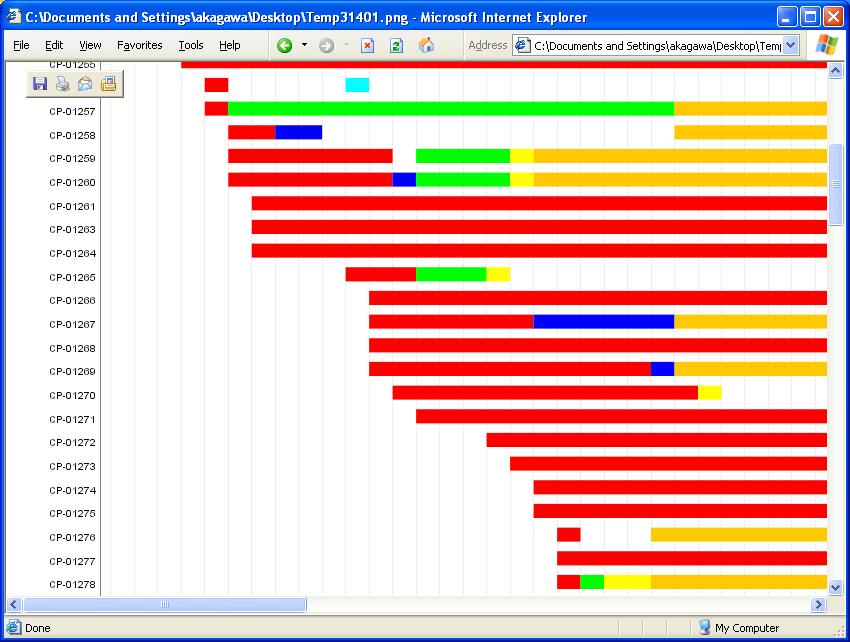 C:\Documents and Settings\akagawa\Desktop\Temp31401.png - Microsoft Internet Explorer
File Edit View Favorites Tools Help Address C:\Documents and Settings\akagawa\Desktop\Temp
CP-01255
CP-01257
CP-01258
CP-01259
CP-01260
CP-01261
CP-01263
CP-01264
CP-01265
CP-01266
CP-01267
CP-01268
CP-01269
CP-01270
CP-01271
CP-01272
CP-01273
CP-01274
CP-01275
CP-01276
CP-01277
CP-01278
Done My Computer